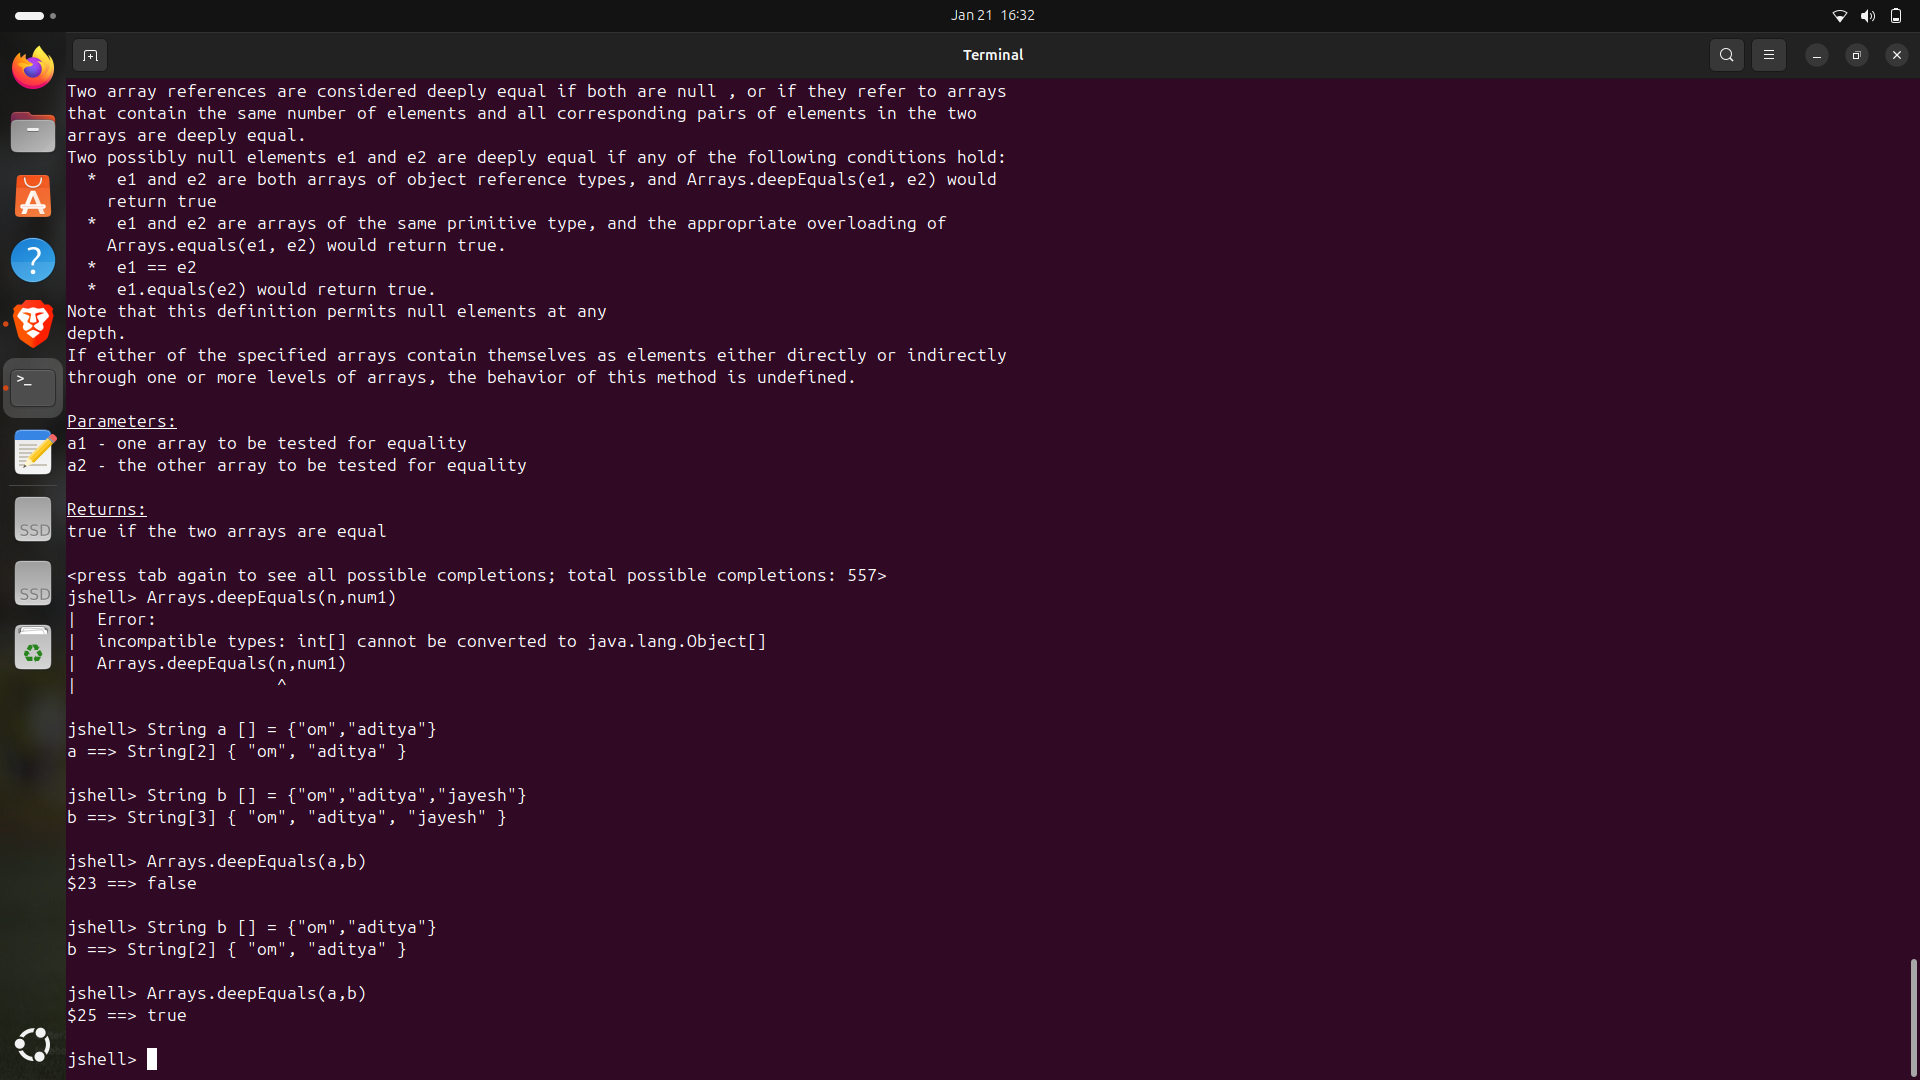 Jan 21 16:32
Terminal
Two array references are considered deeply equal if both are null , or if they refer to arrays
that contain the same number of elements and all corresponding pairs of elements in the two
arrays are deeply equal.
Two possibly null elements e1 and e2 are deeply equal if any of the following conditions hold:
  *  e1 and e2 are both arrays of object reference types, and Arrays.deepEquals(e1, e2) would
    return true
  *  e1 and e2 are arrays of the same primitive type, and the appropriate overloading of
    Arrays.equals(e1, e2) would return true.
  *  e1 == e2
  *  e1.equals(e2) would return true.
Note that this definition permits null elements at any
depth.
If either of the specified arrays contain themselves as elements either directly or indirectly
through one or more levels of arrays, the behavior of this method is undefined.
Parameters:
a1 - one array to be tested for equality
a2 - the other array to be tested for equality
Returns:
true if the two arrays are equal
<press tab again to see all possible completions; total possible completions: 557>
jshell> Arrays.deepEquals(n,num1)
|  Error:
|  incompatible types: int[] cannot be converted to java.lang.Object[]
|  Arrays.deepEquals(n,num1)
|                    ^
jshell> String a [] = {"om","aditya"}
a ==> String[2] { "om", "aditya" }
jshell> String b [] = {"om","aditya","jayesh"}
b ==> String[3] { "om", "aditya", "jayesh" }
jshell> Arrays.deepEquals(a,b)
$23 ==> false
jshell> String b [] = {"om","aditya"}
b ==> String[2] { "om", "aditya" }
jshell> Arrays.deepEquals(a,b)
$25 ==> true
jshell>
SSD
SSD